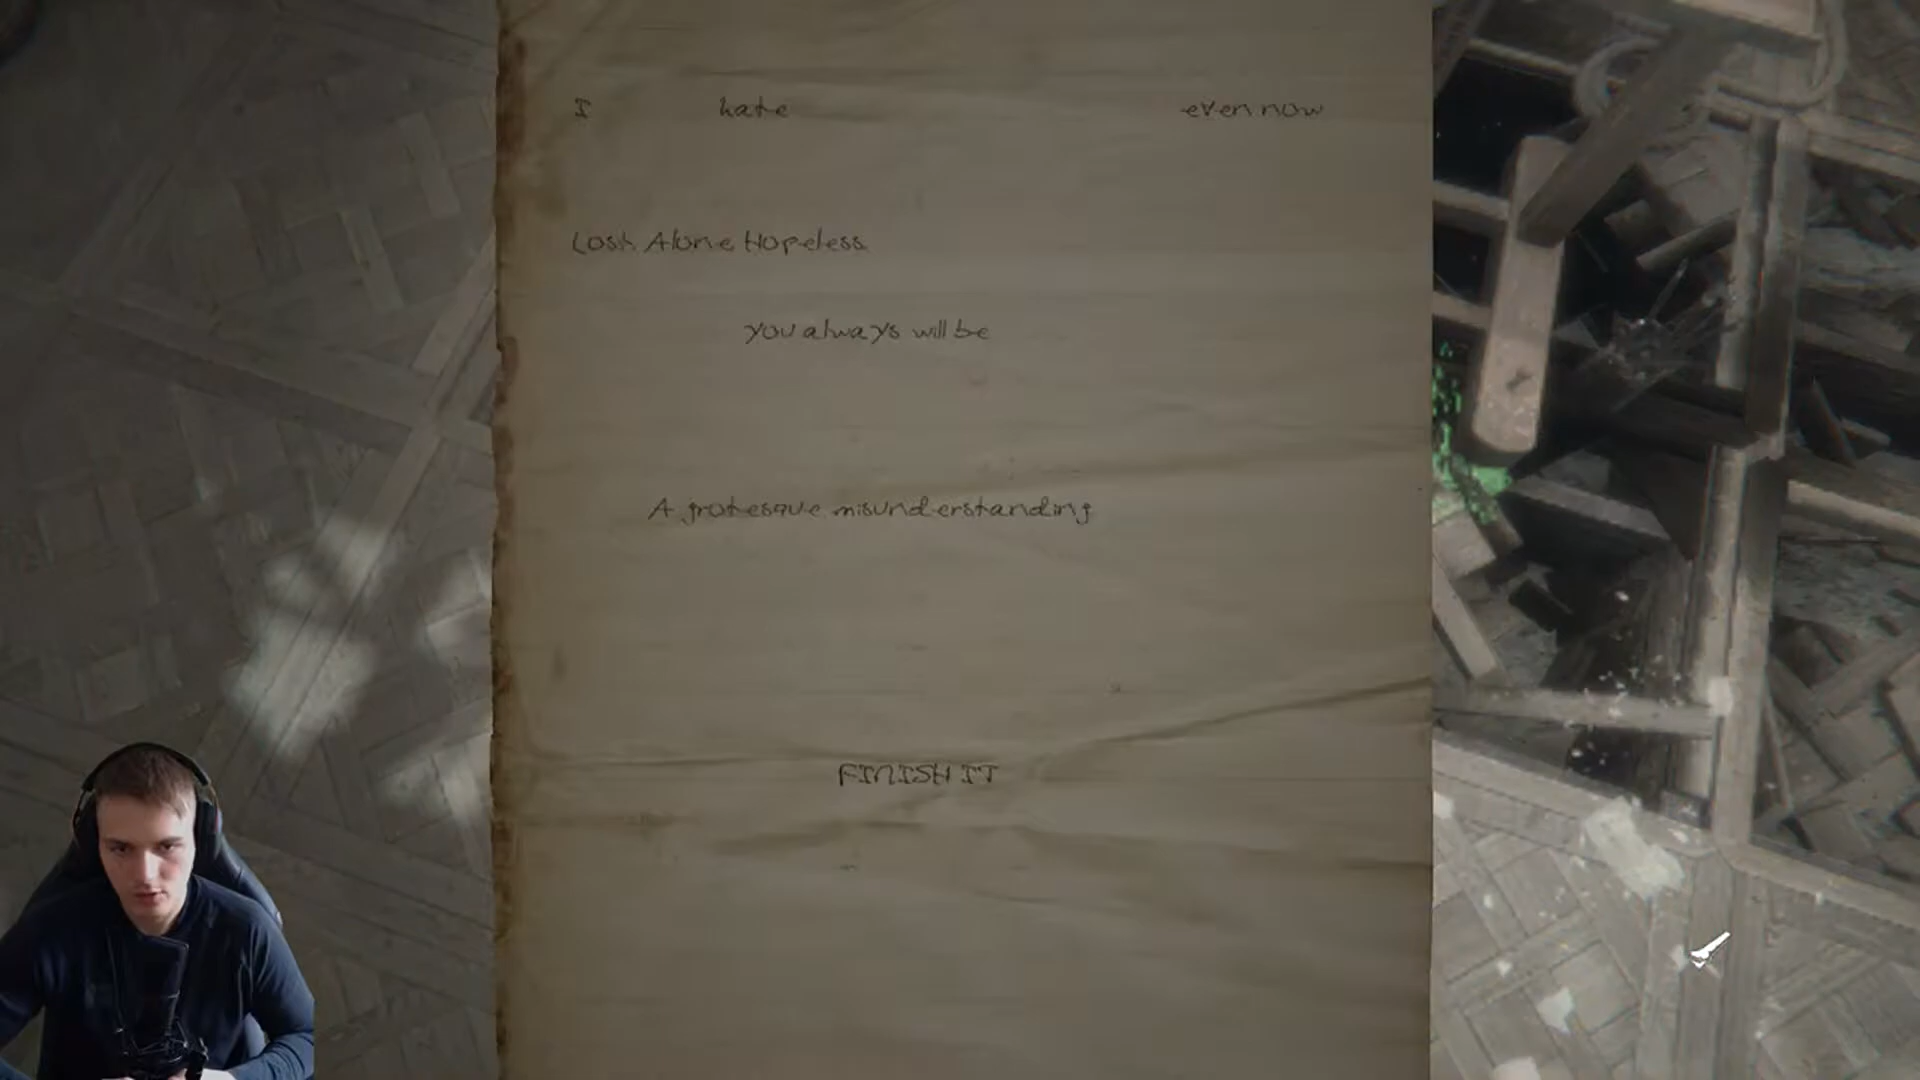 I hate even now
Lost Alone Hopeless
you always will be
A grotesque misunderstanding
FINISH IT